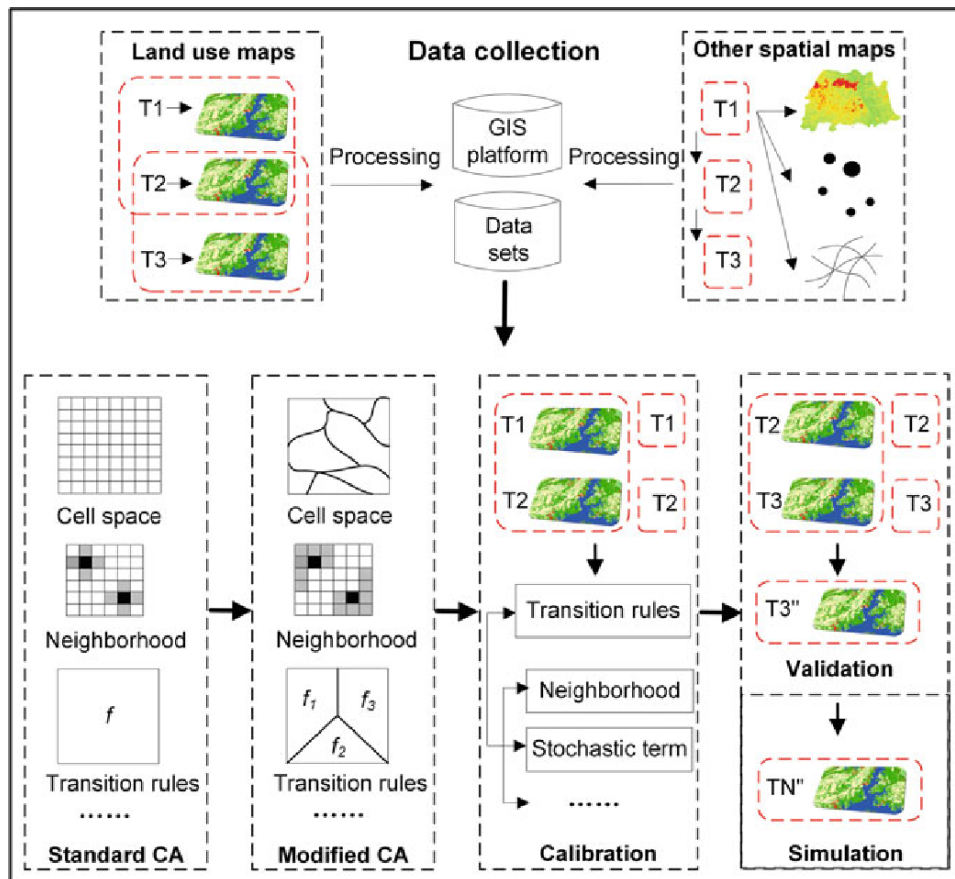 Land use maps
Data collection
Other spatial maps
T1
T2
T3
Processing
GIS
platform
Data
sets
Processing
T1
T2
T3
Cell space
Neighborhood
f
Transition rules
......
Standard CA
Cell space
Neighborhood
f1
f3
f2
Transition rules
......
Modified CA
T1
T1
T2
T2
Transition rules
Neighborhood
Stochastic term
......
Calibration
T2
T2
T3
T3
T3"
Validation
TN"
Simulation